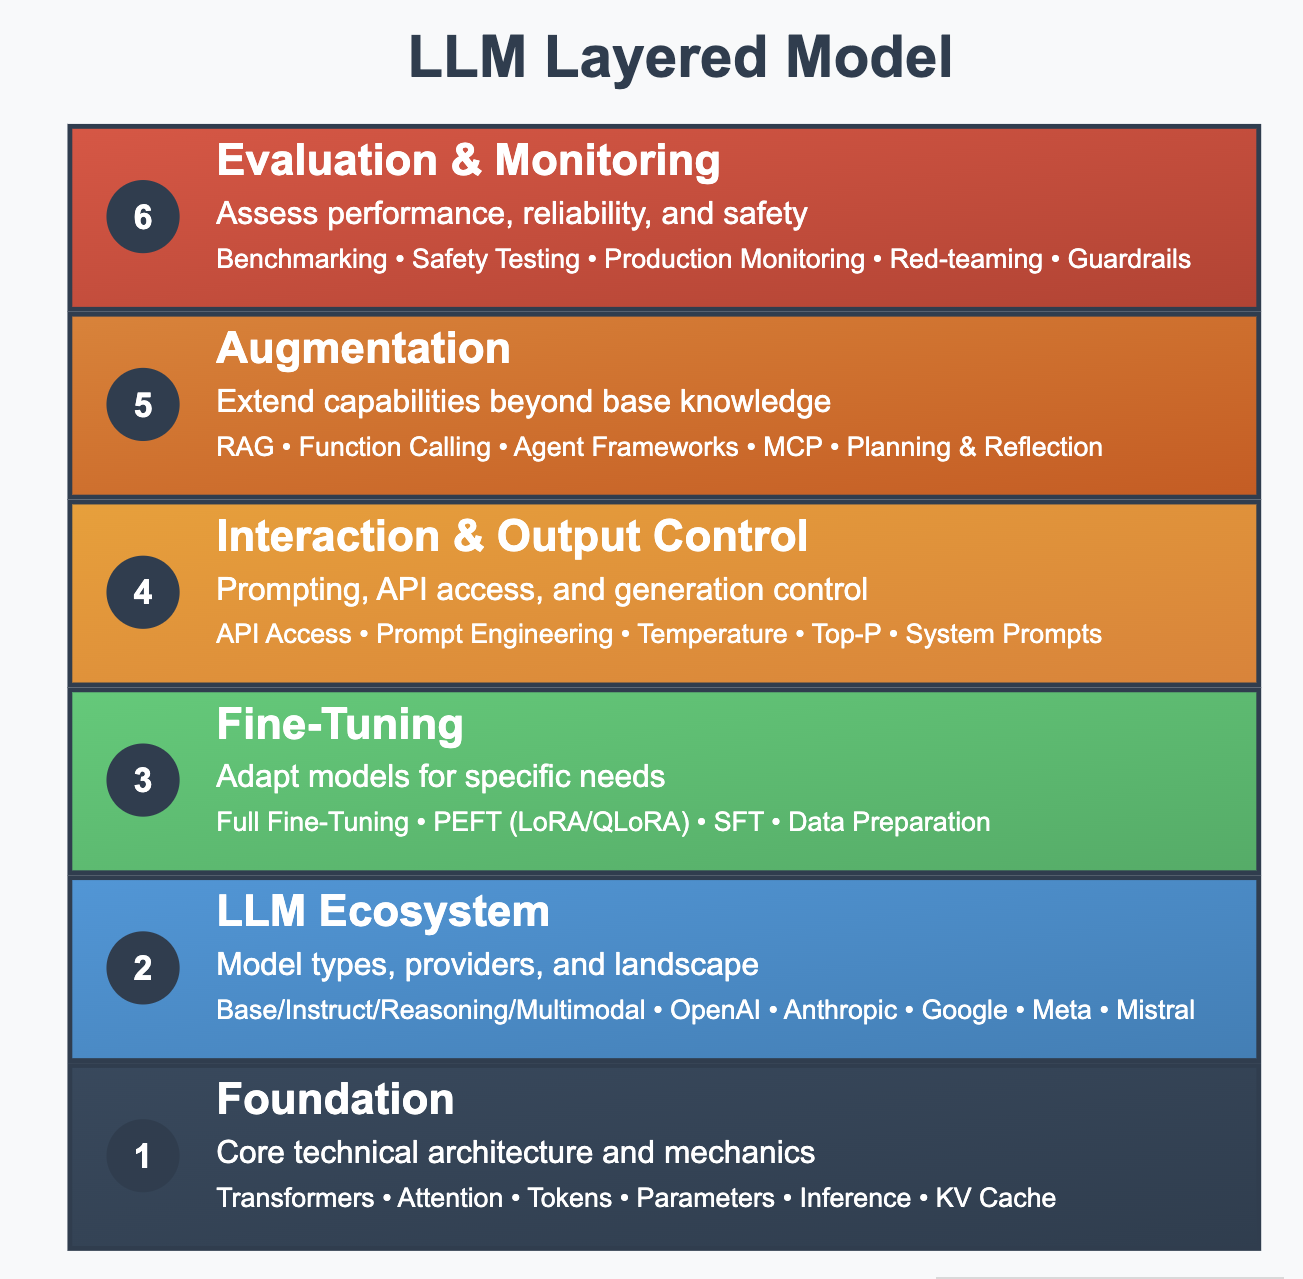 LLM Layered Model
6
Evaluation & Monitoring
Assess performance, reliability, and safety
Benchmarking • Safety Testing • Production Monitoring • Red-teaming • Guardrails
5
Augmentation
Extend capabilities beyond base knowledge
RAG • Function Calling • Agent Frameworks • MCP • Planning & Reflection
4
Interaction & Output Control
Prompting, API access, and generation control
API Access • Prompt Engineering • Temperature • Top-P • System Prompts
3
Fine-Tuning
Adapt models for specific needs
Full Fine-Tuning • PEFT (LoRA/QLoRA) • SFT • Data Preparation
2
LLM Ecosystem
Model types, providers, and landscape
Base/Instruct/Reasoning/Multimodal • OpenAI • Anthropic • Google • Meta • Mistral
1
Foundation
Core technical architecture and mechanics
Transformers • Attention • Tokens • Parameters • Inference • KV Cache